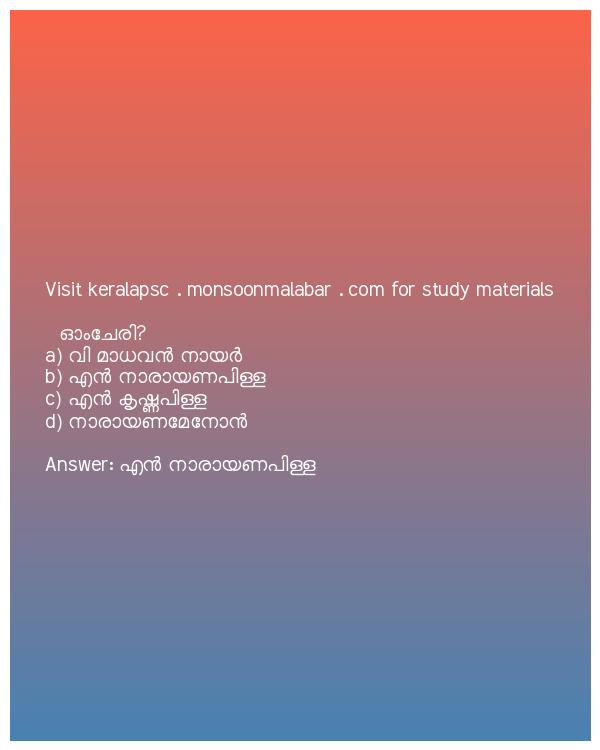 Visit keralapsc . monsoonmalabar . com for study materials
ഓംചേരി?
a) വി മാധവൻ നായർ
b) എൻ നാരായണപിള്ള
c) എൻ കൃഷ്ണപിള്ള
d) നാരായണമേനോൻ
Answer: എൻ നാരായണപിള്ള